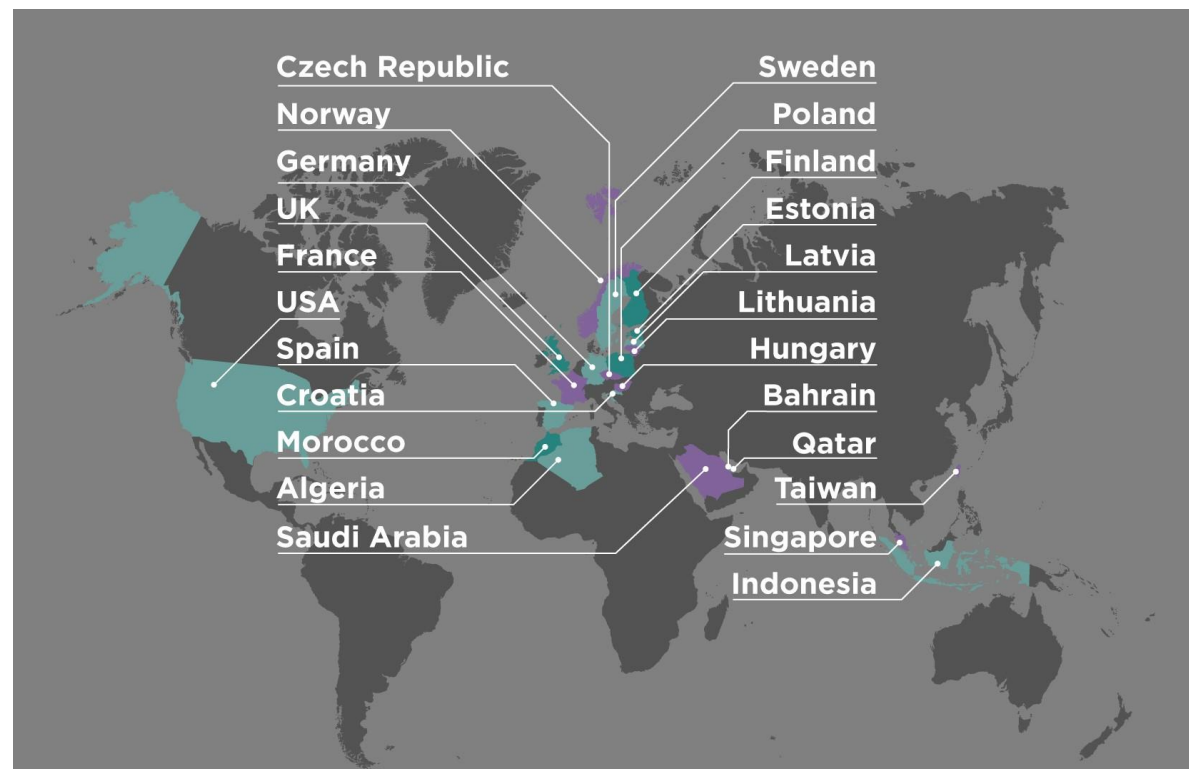 Czech Republic
Norway
Germany
UK
France
USA
Spain
Croatia
Morocco
Algeria
Saudi Arabia
Sweden
Poland
Finland
Estonia
Latvia
Lithuania
Hungary
Bahrain
Qatar
Taiwan
Singapore
Indonesia